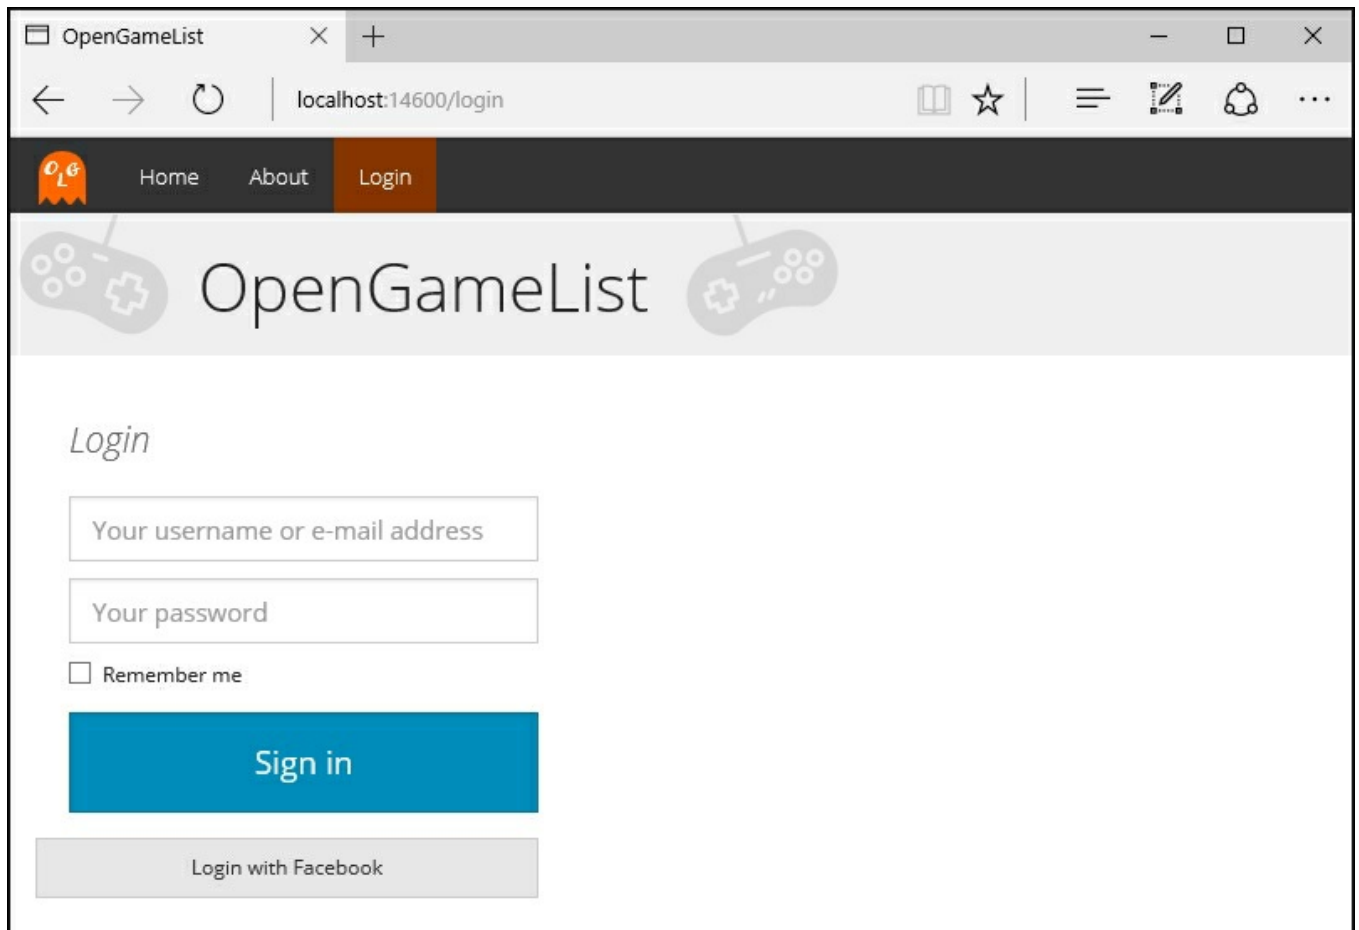 OpenGameList
localhost:14600/login
OLG
Home About Login
OpenGameList
Login
Your username or e-mail address
Your password
Remember me
Sign in
Login with Facebook